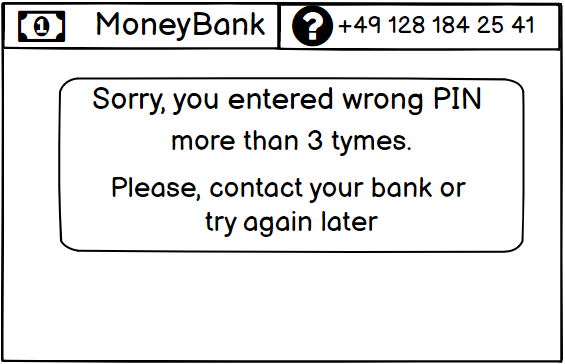 1 MoneyBank ? +49 128 184 25 41
Sorry, you entered wrong PIN
more than 3 tymes.
Please, contact your bank or
try again later